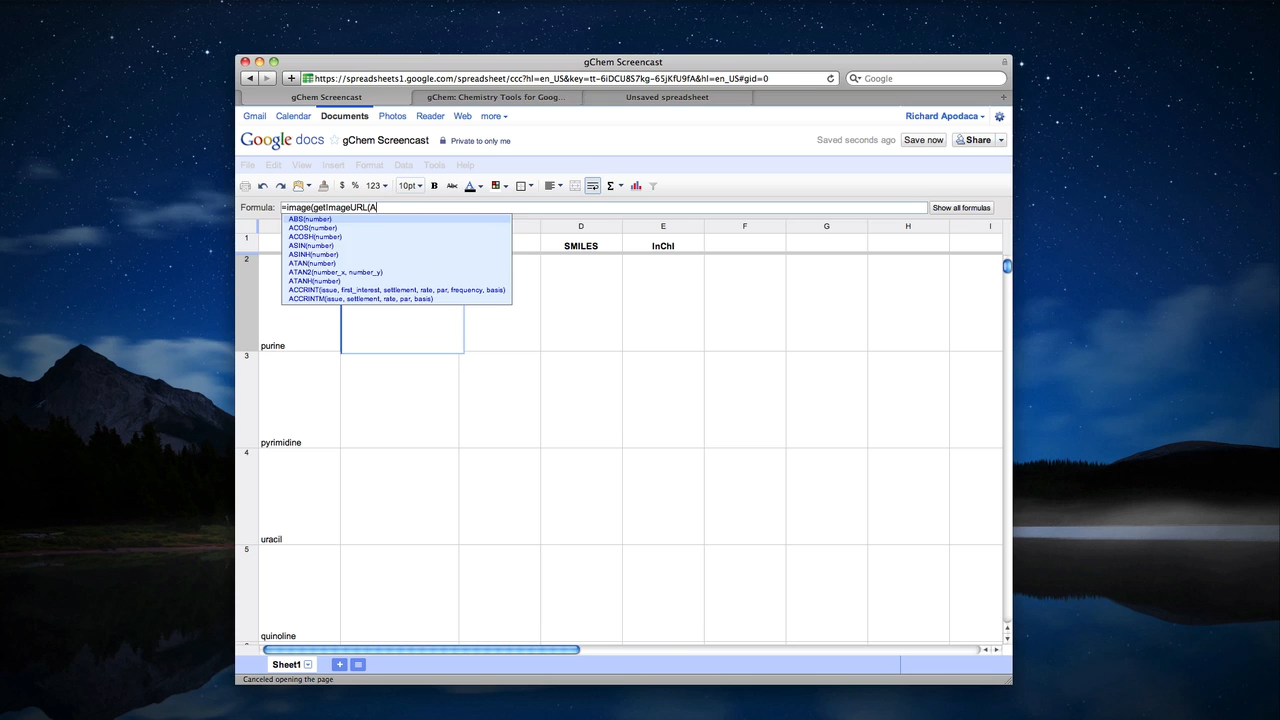 gChem Screencast
https://spreadsheets1.google.com/spreadsheet/ccc?hl=en_US&key=tt-6iDCU8S7kg-65jKfU9fA&hl=en_US#gid=0
Google
gChem Screencast
gChem: Chemistry Tools for Goog...
Unsaved spreadsheet
Gmail Calendar Documents Photos Reader Web more
Richard Apodaca
Google docs gChem Screencast Private to only me
Saved seconds ago Save now Share
File Edit View Insert Format Data Tools Help
$ % 123 10pt B Abc A Σ
Formula: =image(getImageURL(A Show all formulas
ABS(number)
ACOS(number)
ACOSH(number)
ASIN(number)
ASINH(number)
ATAN(number)
ATAN2(number_x, number_y)
ATANH(number)
ACCRINT(issue, first_interest, settlement, rate, par, frequency, basis)
ACCRINTM(issue, settlement, rate, par, basis)
D E F G H I
1 SMILES InChI
2
purine
3
pyrimidine
4
uracil
5
quinoline
Sheet1
Canceled opening the page